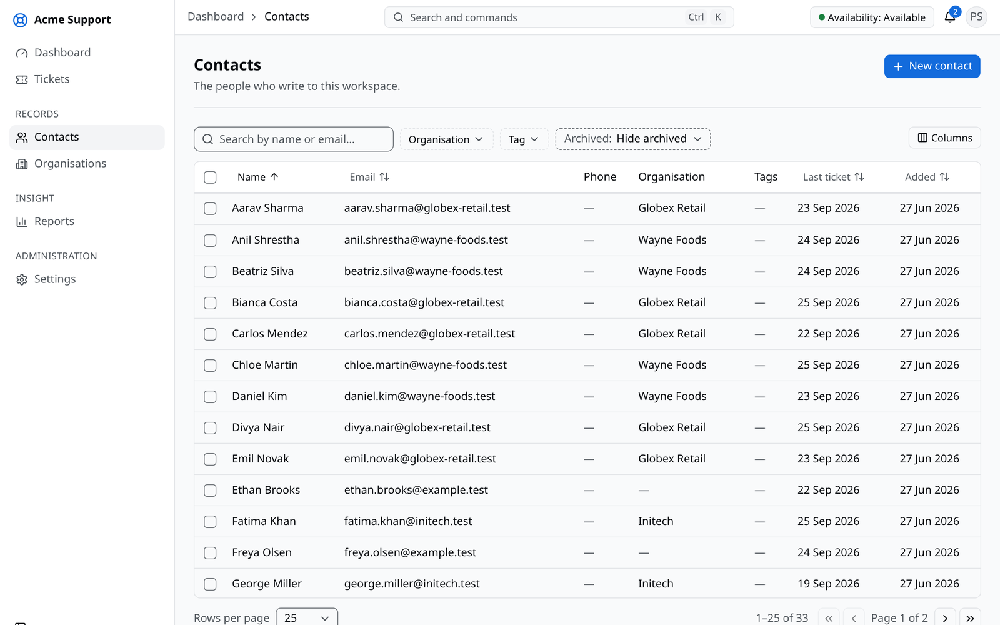 Acme Support
Dashboard
Tickets
RECORDS
Contacts
Organisations
INSIGHT
Reports
ADMINISTRATION
Settings
Dashboard > Contacts
Search and commands Ctrl K
Availability: Available
2
PS
Contacts
The people who write to this workspace.
New contact
Search by name or email...
Organisation
Tag
Archived: Hide archived
Columns
Name Email Phone Organisation Tags Last ticket Added
Aarav Sharma aarav.sharma@globex-retail.test — Globex Retail — 23 Sep 2026 27 Jun 2026
Anil Shrestha anil.shrestha@wayne-foods.test — Wayne Foods — 24 Sep 2026 27 Jun 2026
Beatriz Silva beatriz.silva@wayne-foods.test — Wayne Foods — 24 Sep 2026 27 Jun 2026
Bianca Costa bianca.costa@globex-retail.test — Globex Retail — 25 Sep 2026 27 Jun 2026
Carlos Mendez carlos.mendez@globex-retail.test — Globex Retail — 22 Sep 2026 27 Jun 2026
Chloe Martin chloe.martin@wayne-foods.test — Wayne Foods — 25 Sep 2026 27 Jun 2026
Daniel Kim daniel.kim@wayne-foods.test — Wayne Foods — 23 Sep 2026 27 Jun 2026
Divya Nair divya.nair@globex-retail.test — Globex Retail — 25 Sep 2026 27 Jun 2026
Emil Novak emil.novak@globex-retail.test — Globex Retail — 23 Sep 2026 27 Jun 2026
Ethan Brooks ethan.brooks@example.test — — — 22 Sep 2026 27 Jun 2026
Fatima Khan fatima.khan@initech.test — Initech — 25 Sep 2026 27 Jun 2026
Freya Olsen freya.olsen@example.test — — — 24 Sep 2026 27 Jun 2026
George Miller george.miller@initech.test — Initech — 19 Sep 2026 27 Jun 2026
Rows per page 25
1–25 of 33
Page 1 of 2